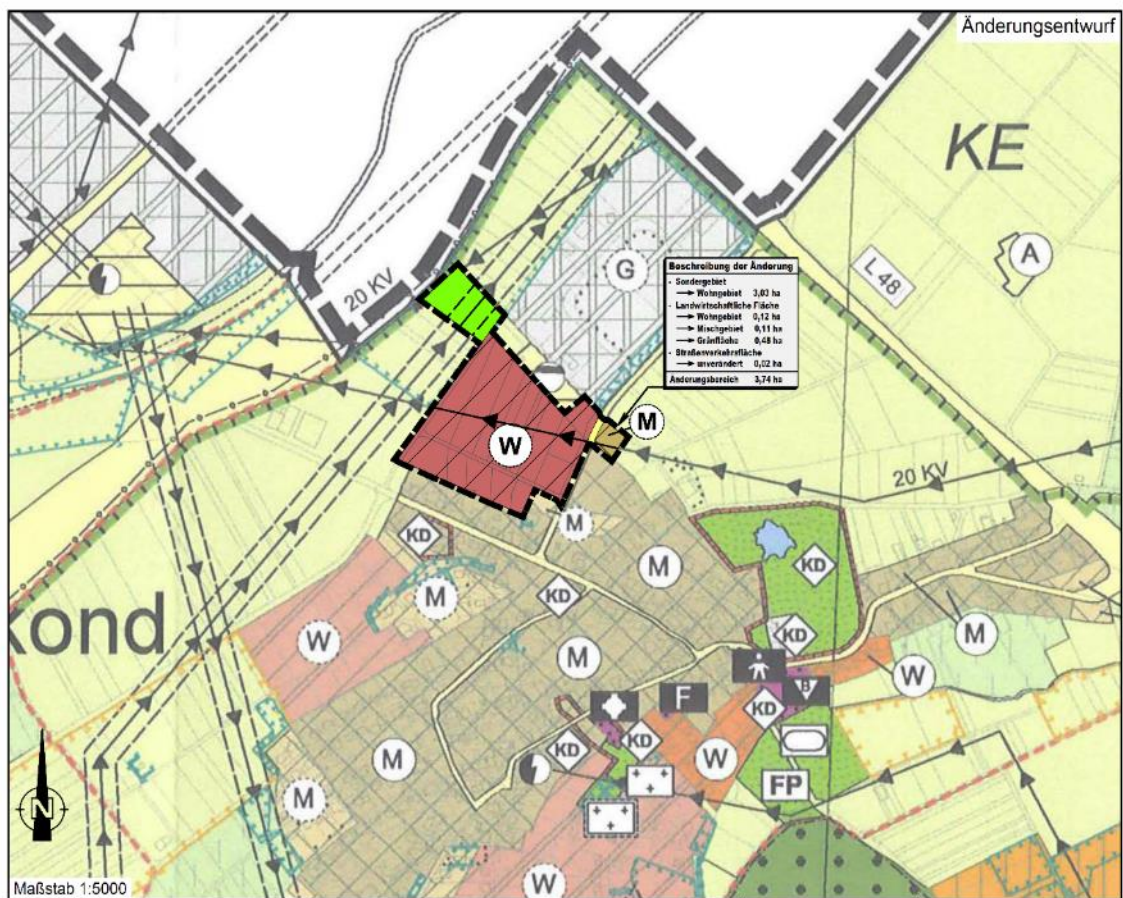 Änderungsentwurf
KE
A
L 48
20 KV
G
Beschreibung der Änderung
- Sondergebiet
→ Wohngebiet 3,03 ha
- Landwirtschaftliche Fläche
→ Wohngebiet 0,12 ha
→ Mischgebiet 0,11 ha
→ Grünfläche 0,48 ha
- Straßenverkehrsfläche
→ unverändert 0,02 ha
Änderungsbereich 3,74 ha
M
W
20 KV
M
KD
M
KD
KD
M
kond
W
M
KD
M
W
F
B
KD
KD
KD
W
M
M
FP
N
W
Maßstab 1:5000